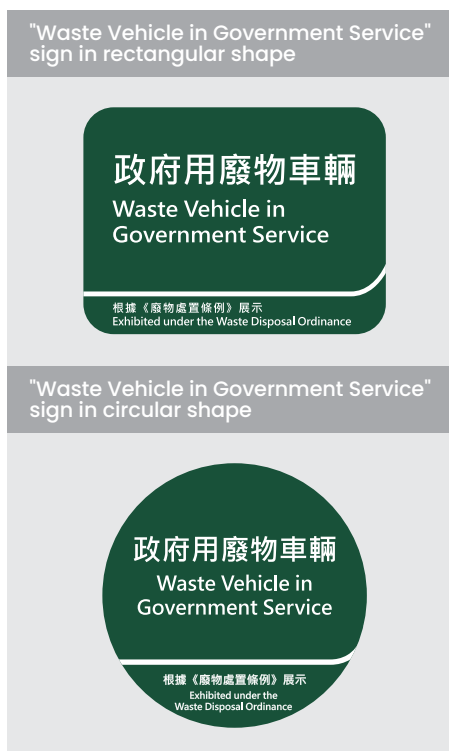 "Waste Vehicle in Government Service"
sign in rectangular shape
政府用廢物車輛
Waste Vehicle in
Government Service
根據《廢物處置條例》展示
Exhibited under the Waste Disposal Ordinance
"Waste Vehicle in Government Service"
sign in circular shape
政府用廢物車輛
Waste Vehicle in
Government Service
根據《廢物處置條例》展示
Exhibited under the
Waste Disposal Ordinance